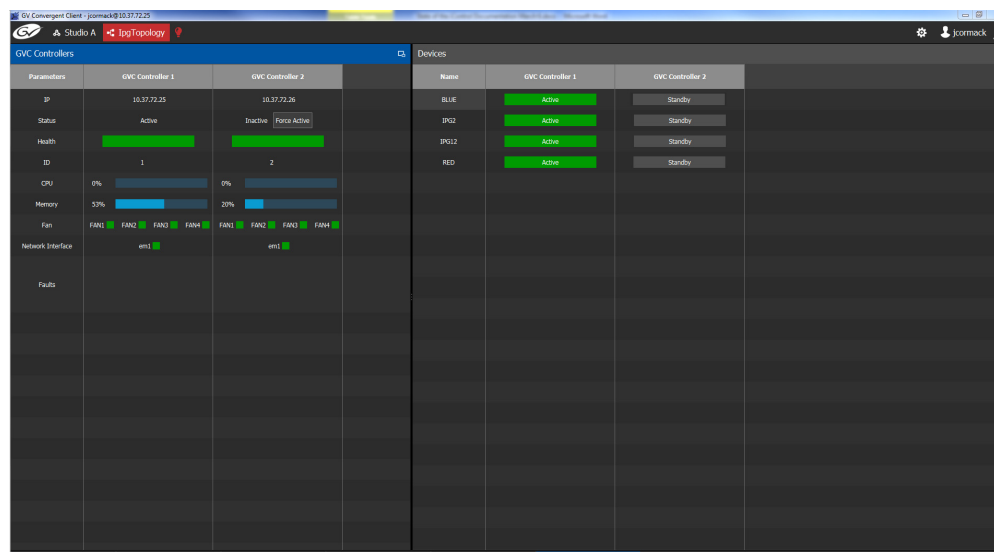 GV Convergent Client - jcormack@10.37.72.25
GV Studio A IpgTopology jcormack
GVC Controllers
Parameters GVC Controller 1 GVC Controller 2
IP 10.37.72.25 10.37.72.26
Status Active Inactive Force Active
Health
ID 1 2
CPU 0% 0%
Memory 53% 20%
Fan FAN1 FAN2 FAN3 FAN4 FAN1 FAN2 FAN3 FAN4
Network Interface em1 em1
Faults
Devices
Name GVC Controller 1 GVC Controller 2
BLUE Active Standby
IPG2 Active Standby
IPG12 Active Standby
RED Active Standby